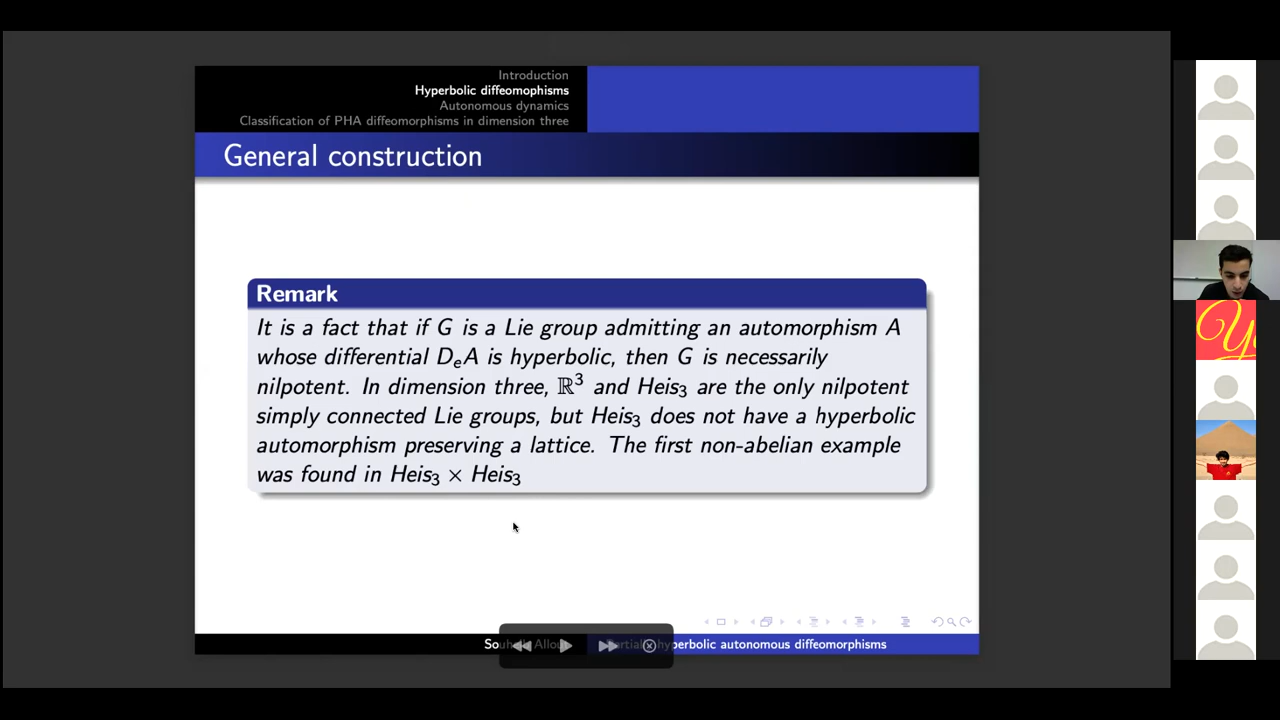 Introduction
Hyperbolic diffeomophisms
Autonomous dynamics
Classification of PHA diffeomorphisms in dimension three
General construction
Remark
It is a fact that if G is a Lie group admitting an automorphism A
whose differential DₑA is hyperbolic, then G is necessarily
nilpotent. In dimension three, ℝ³ and Heis₃ are the only nilpotent
simply connected Lie groups, but Heis₃ does not have a hyperbolic
automorphism preserving a lattice. The first non-abelian example
was found in Heis₃ × Heis₃
hyperbolic autonomous diffeomorphisms